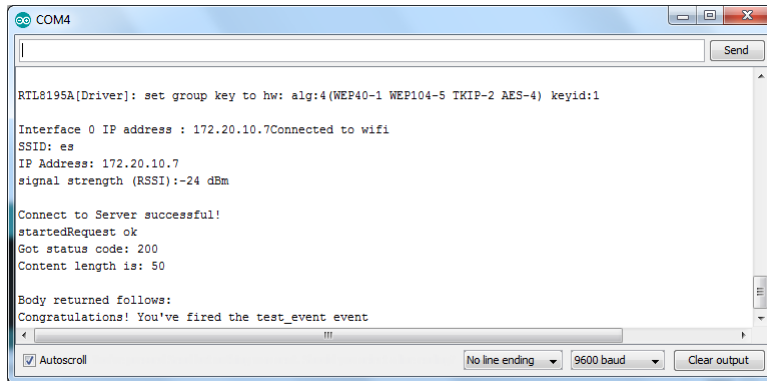 COM4
Send
RTL8195A[Driver]: set group key to hw: alg:4(WEP40-1 WEP104-5 TKIP-2 AES-4) keyid:1
Interface 0 IP address : 172.20.10.7Connected to wifi
SSID: es
IP Address: 172.20.10.7
signal strength (RSSI):-24 dBm
Connect to Server successful!
startedRequest ok
Got status code: 200
Content length is: 50
Body returned follows:
Congratulations! You've fired the test_event event
Autoscroll No line ending 9600 baud Clear output